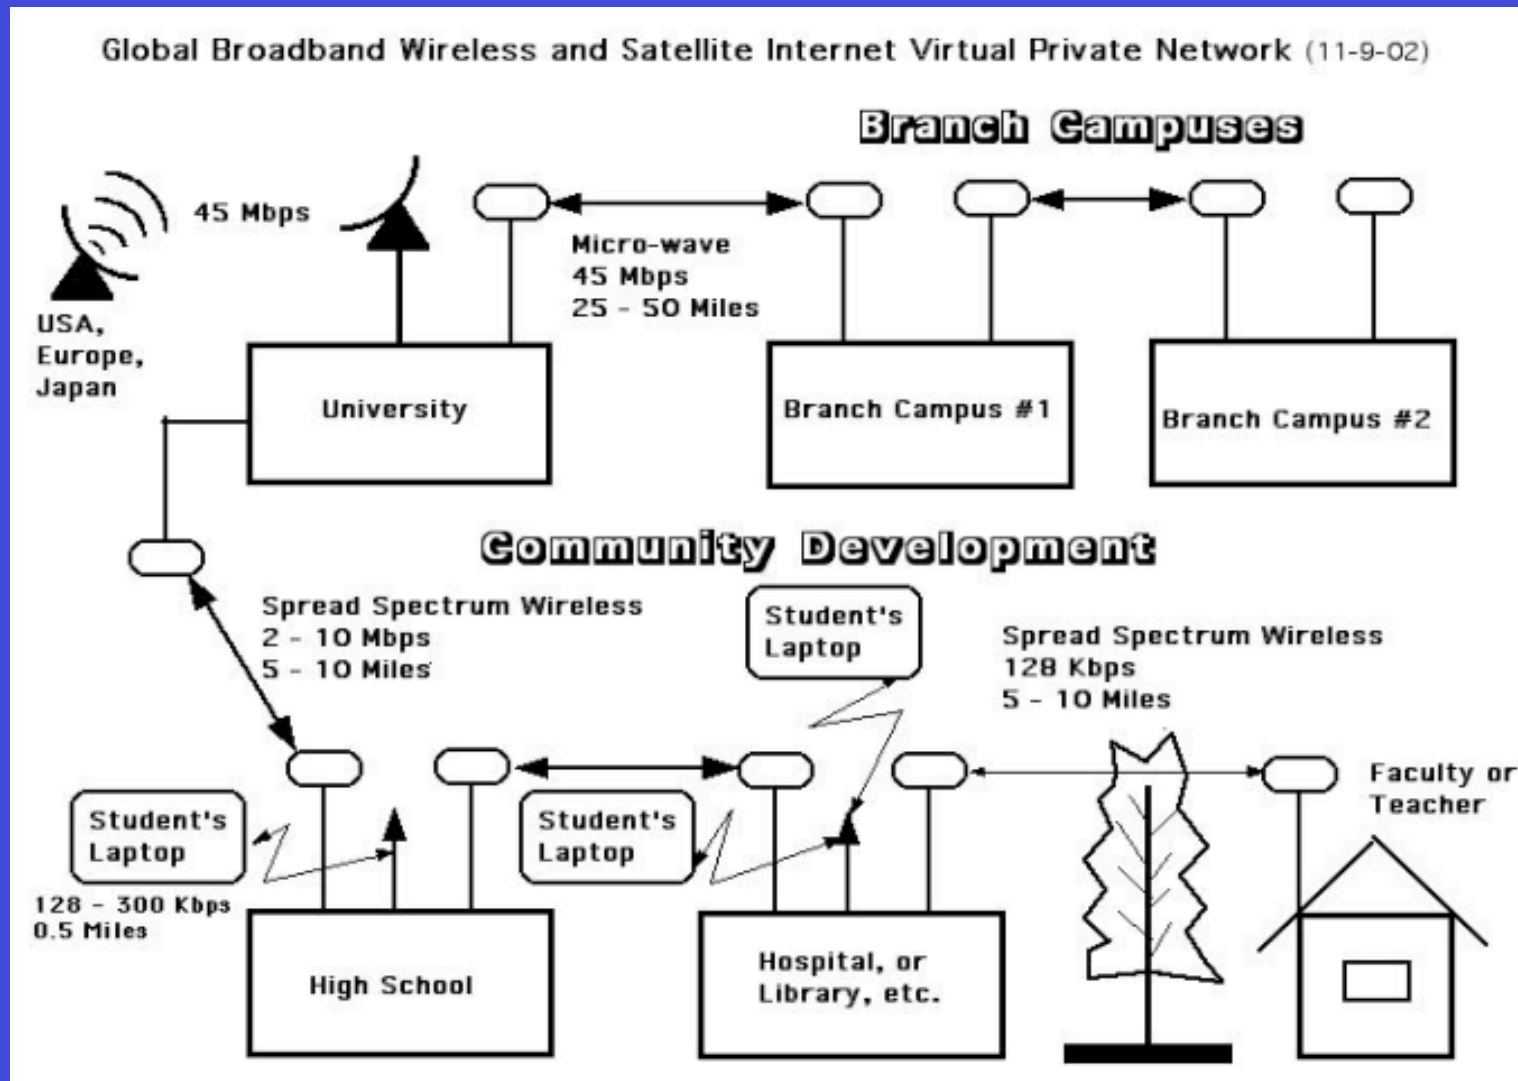 Global Broadband Wireless and Satellite Internet Virtual Private Network (11-9-02)
Branch Campuses
45 Mbps
Micro-wave
45 Mbps
25 - 50 Miles
USA,
Europe,
Japan
University
Branch Campus #1
Branch Campus #2
Community Development
Spread Spectrum Wireless
2 - 10 Mbps
5 - 10 Miles
Student's
Laptop
Spread Spectrum Wireless
128 Kbps
5 - 10 Miles
Student's
Laptop
128 - 300 Kbps
0.5 Miles
Student's
Laptop
Faculty or
Teacher
High School
Hospital, or
Library, etc.